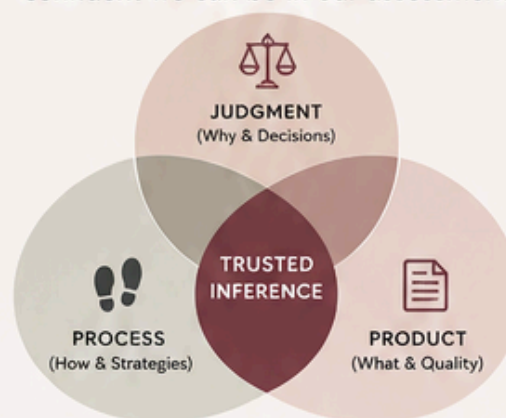 JUDGMENT
(Why & Decisions)
TRUSTED
INFERENCE
PROCESS
(How & Strategies)
PRODUCT
(What & Quality)